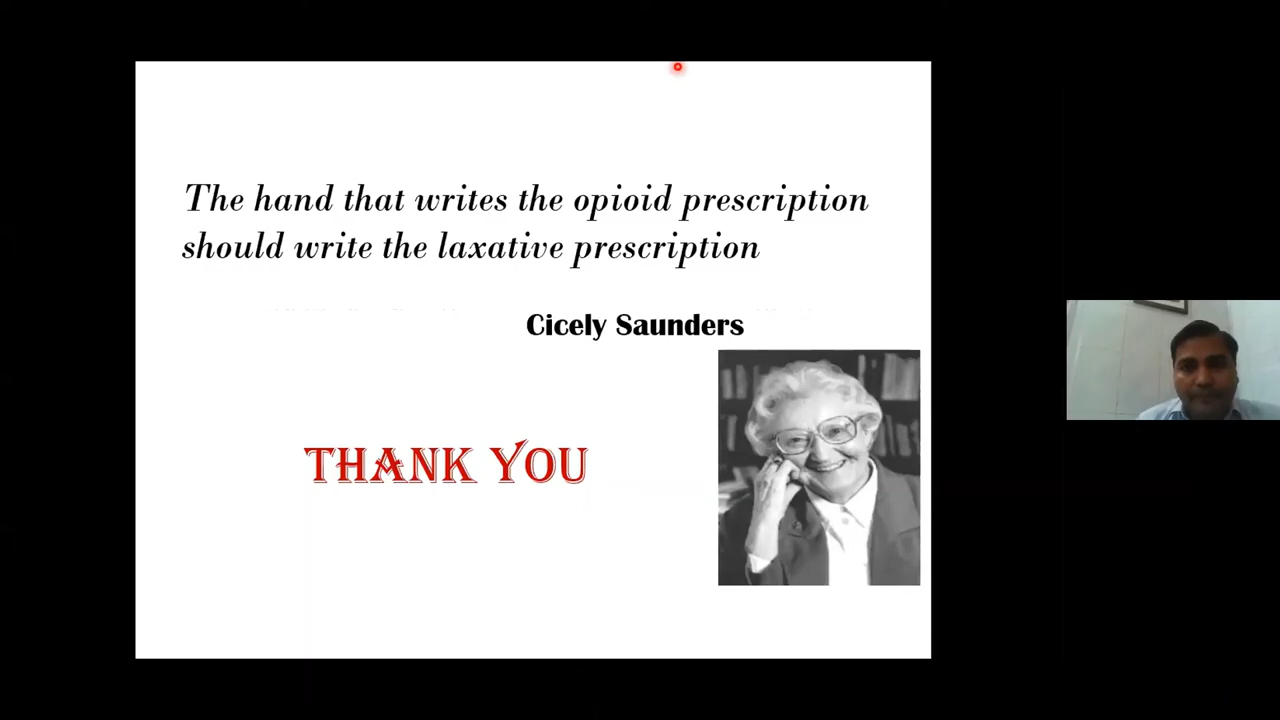 The hand that writes the opioid prescription
should write the laxative prescription
Cicely Saunders
THANK YOU